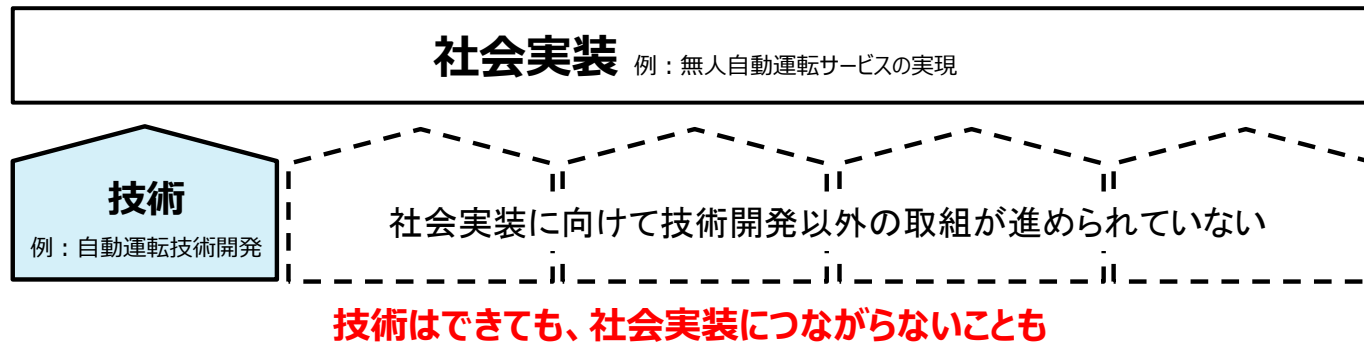 社会実装 例：無人自動運転サービスの実現
技術
例：自動運転技術開発
社会実装に向けて技術開発以外の取組が進められていない
技術はできても、社会実装につながらないことも